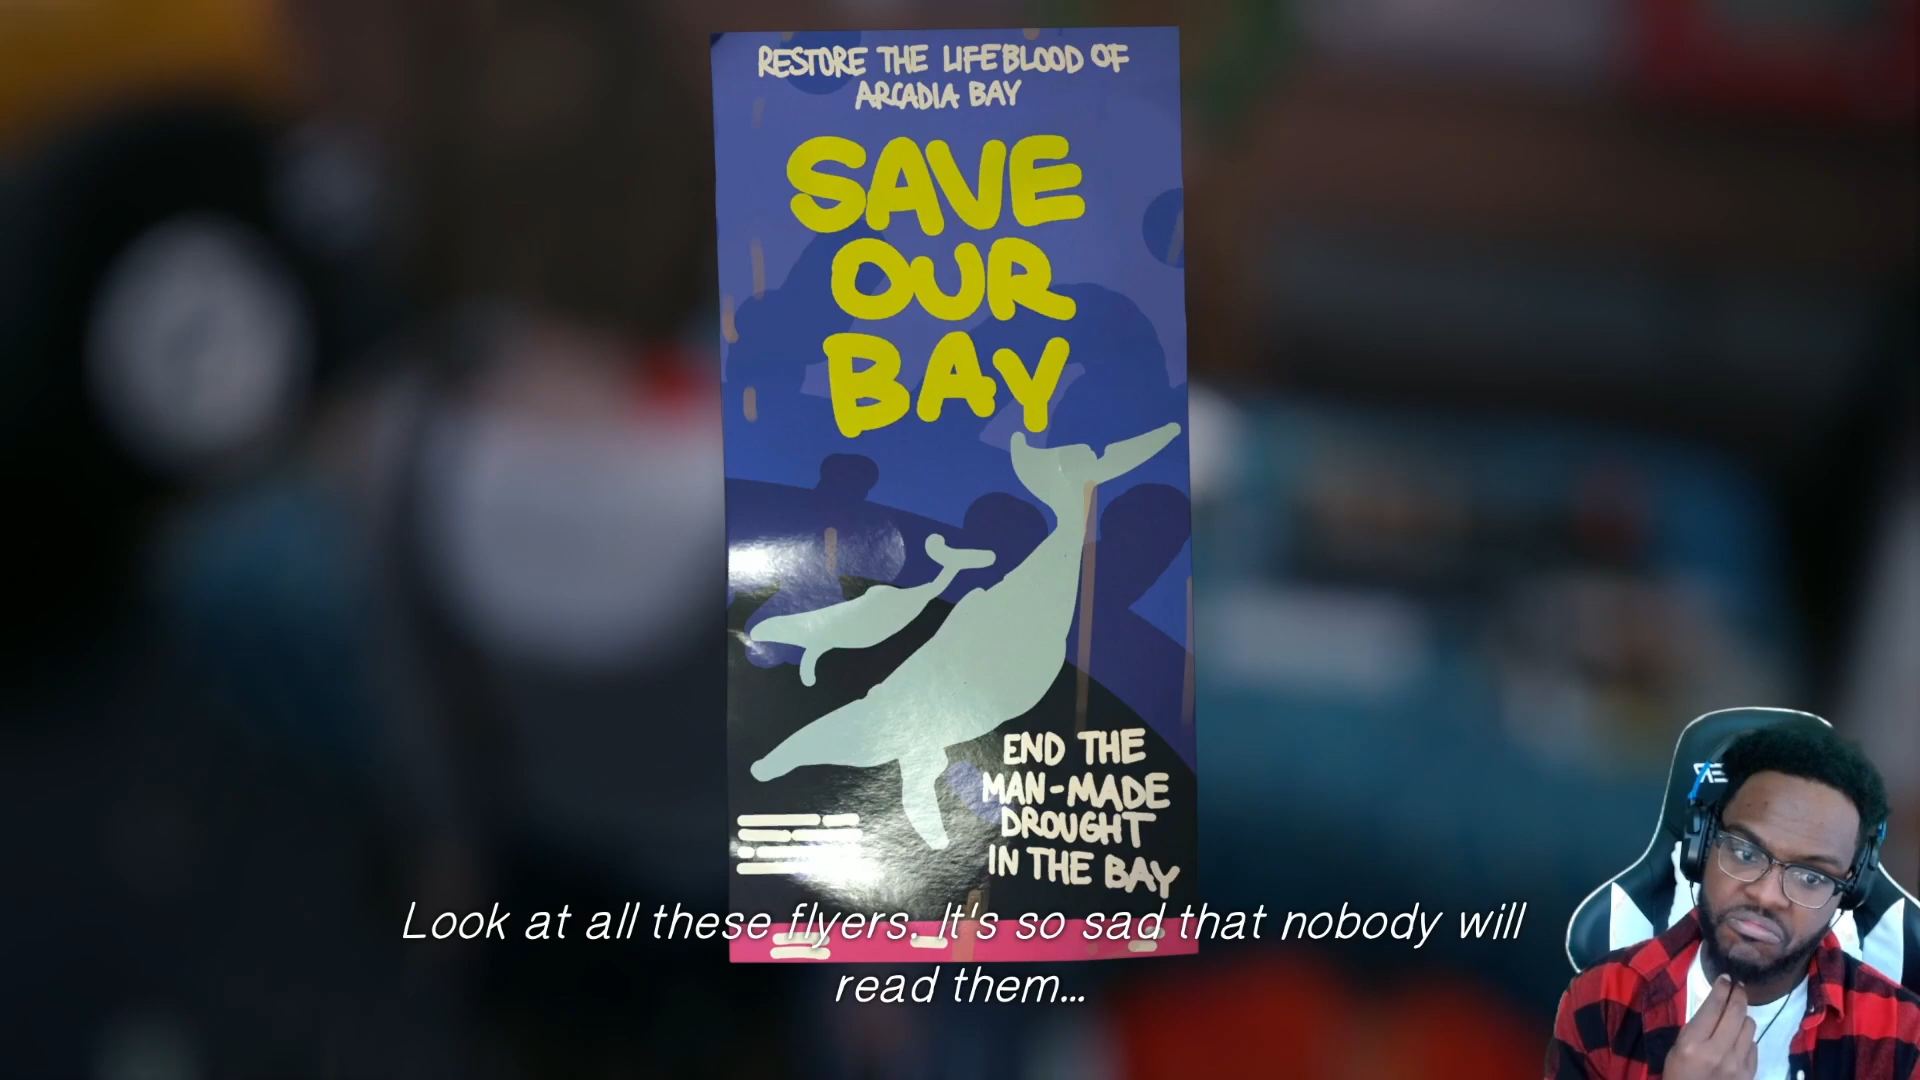 RESTORE THE LIFEBLOOD OF
ARCADIA BAY
SAVE
OUR
BAY
END THE
MAN-MADE
DROUGHT
IN THE BAY
Look at all these flyers. It's so sad that nobody will
read them...